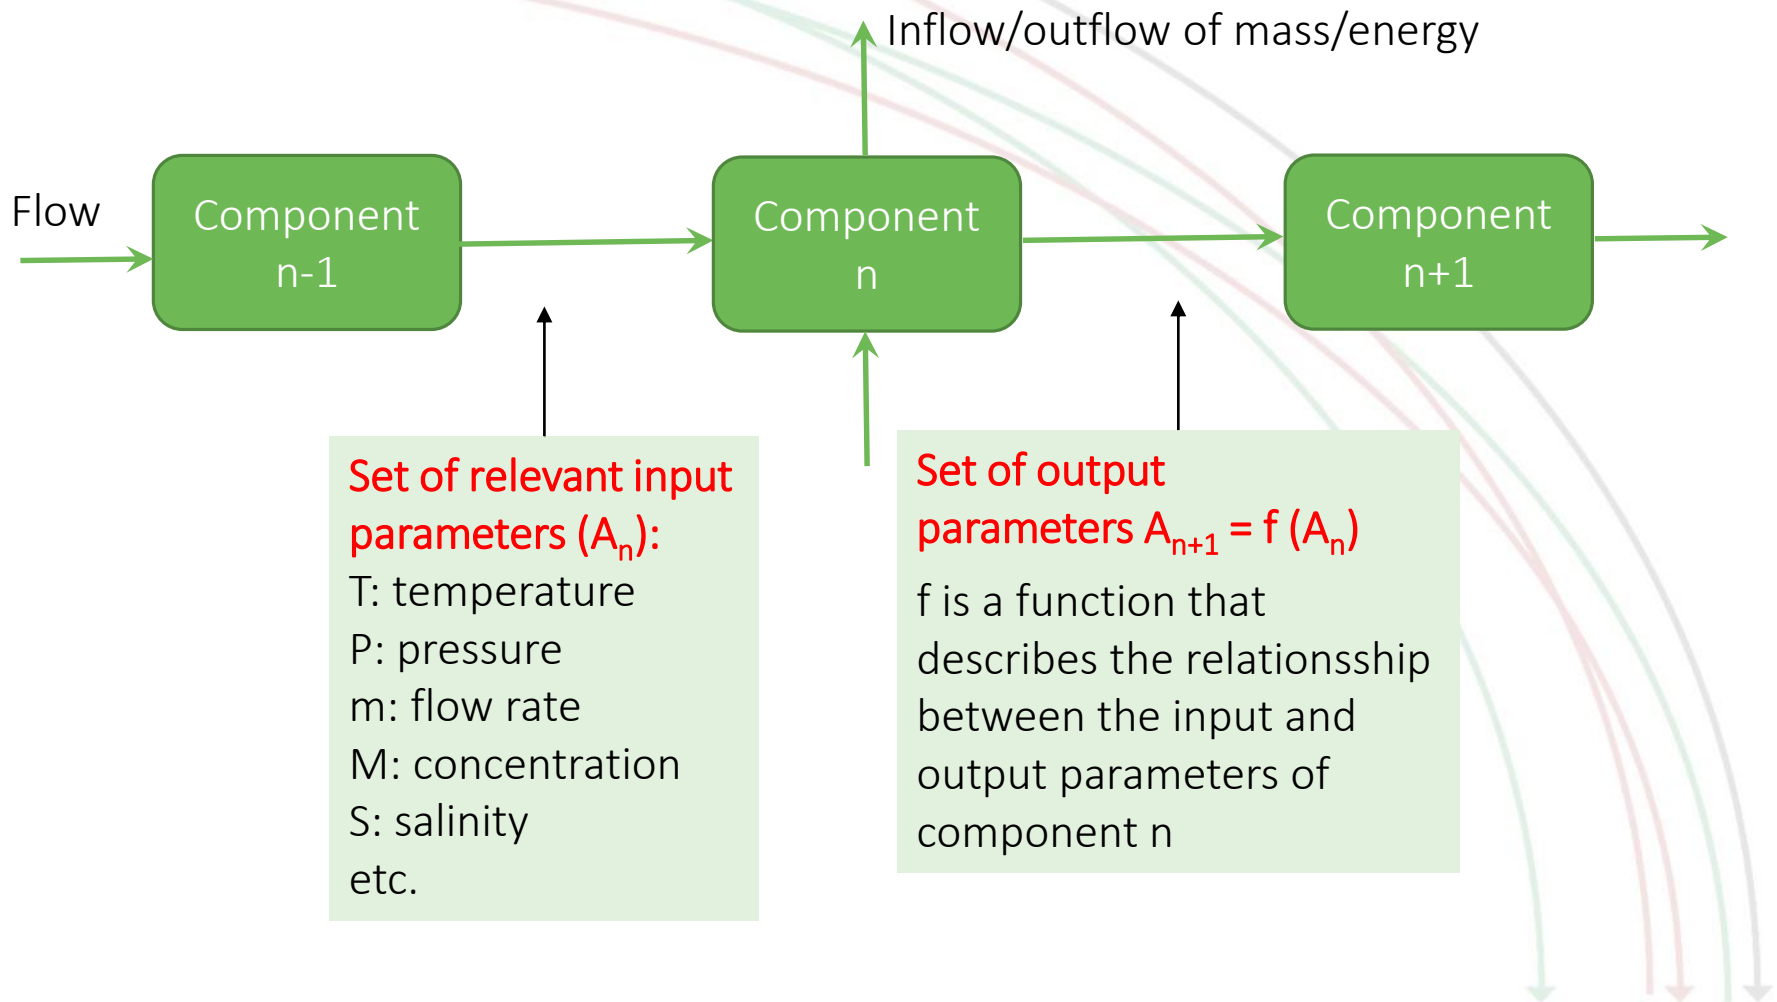 Inflow/outflow of mass/energy
Flow
Component
n-1
Component
n
Component
n+1
Set of relevant input
parameters (Aₙ):
T: temperature
P: pressure
m: flow rate
M: concentration
S: salinity
etc.
Set of output
parameters Aₙ₊₁ = f (Aₙ)
f is a function that
describes the relationsship
between the input and
output parameters of
component n